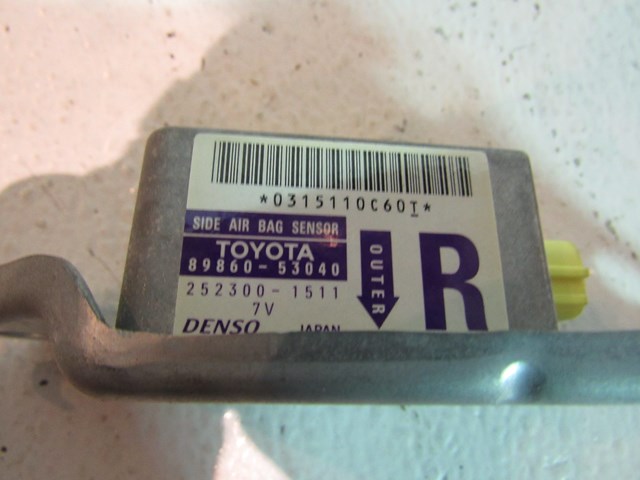 *0315110C60I*
SIDE AIR BAG SENSOR
TOYOTA
89860-53040
252300-1511
7V
DENSO JAPAN
OUTER
R